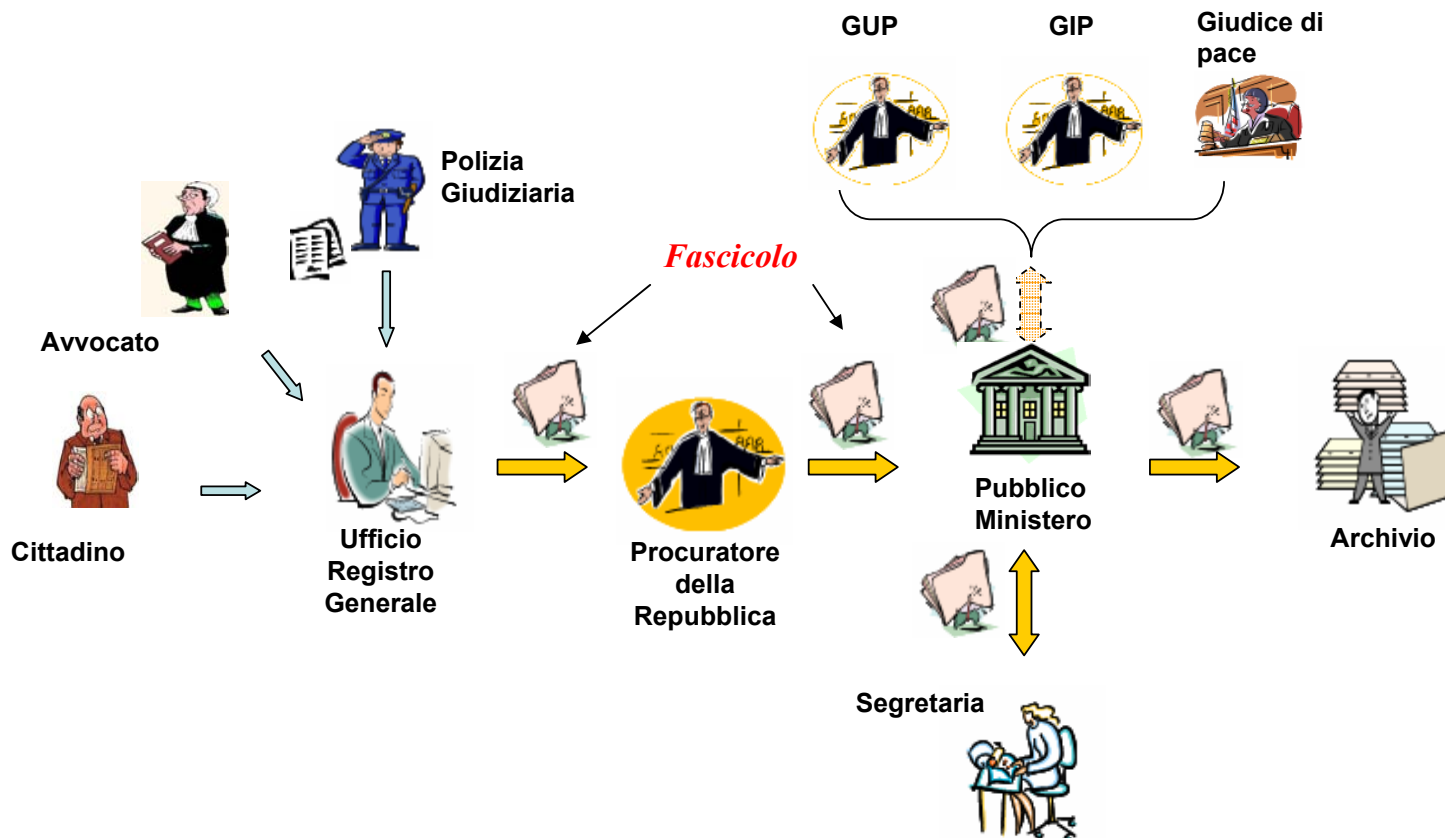 GUP
GIP
Giudice di
pace
Polizia
Giudiziaria
Fascicolo
Avvocato
Cittadino
Ufficio
Registro
Generale
Procuratore
della
Repubblica
Pubblico
Ministero
Archivio
Segretaria